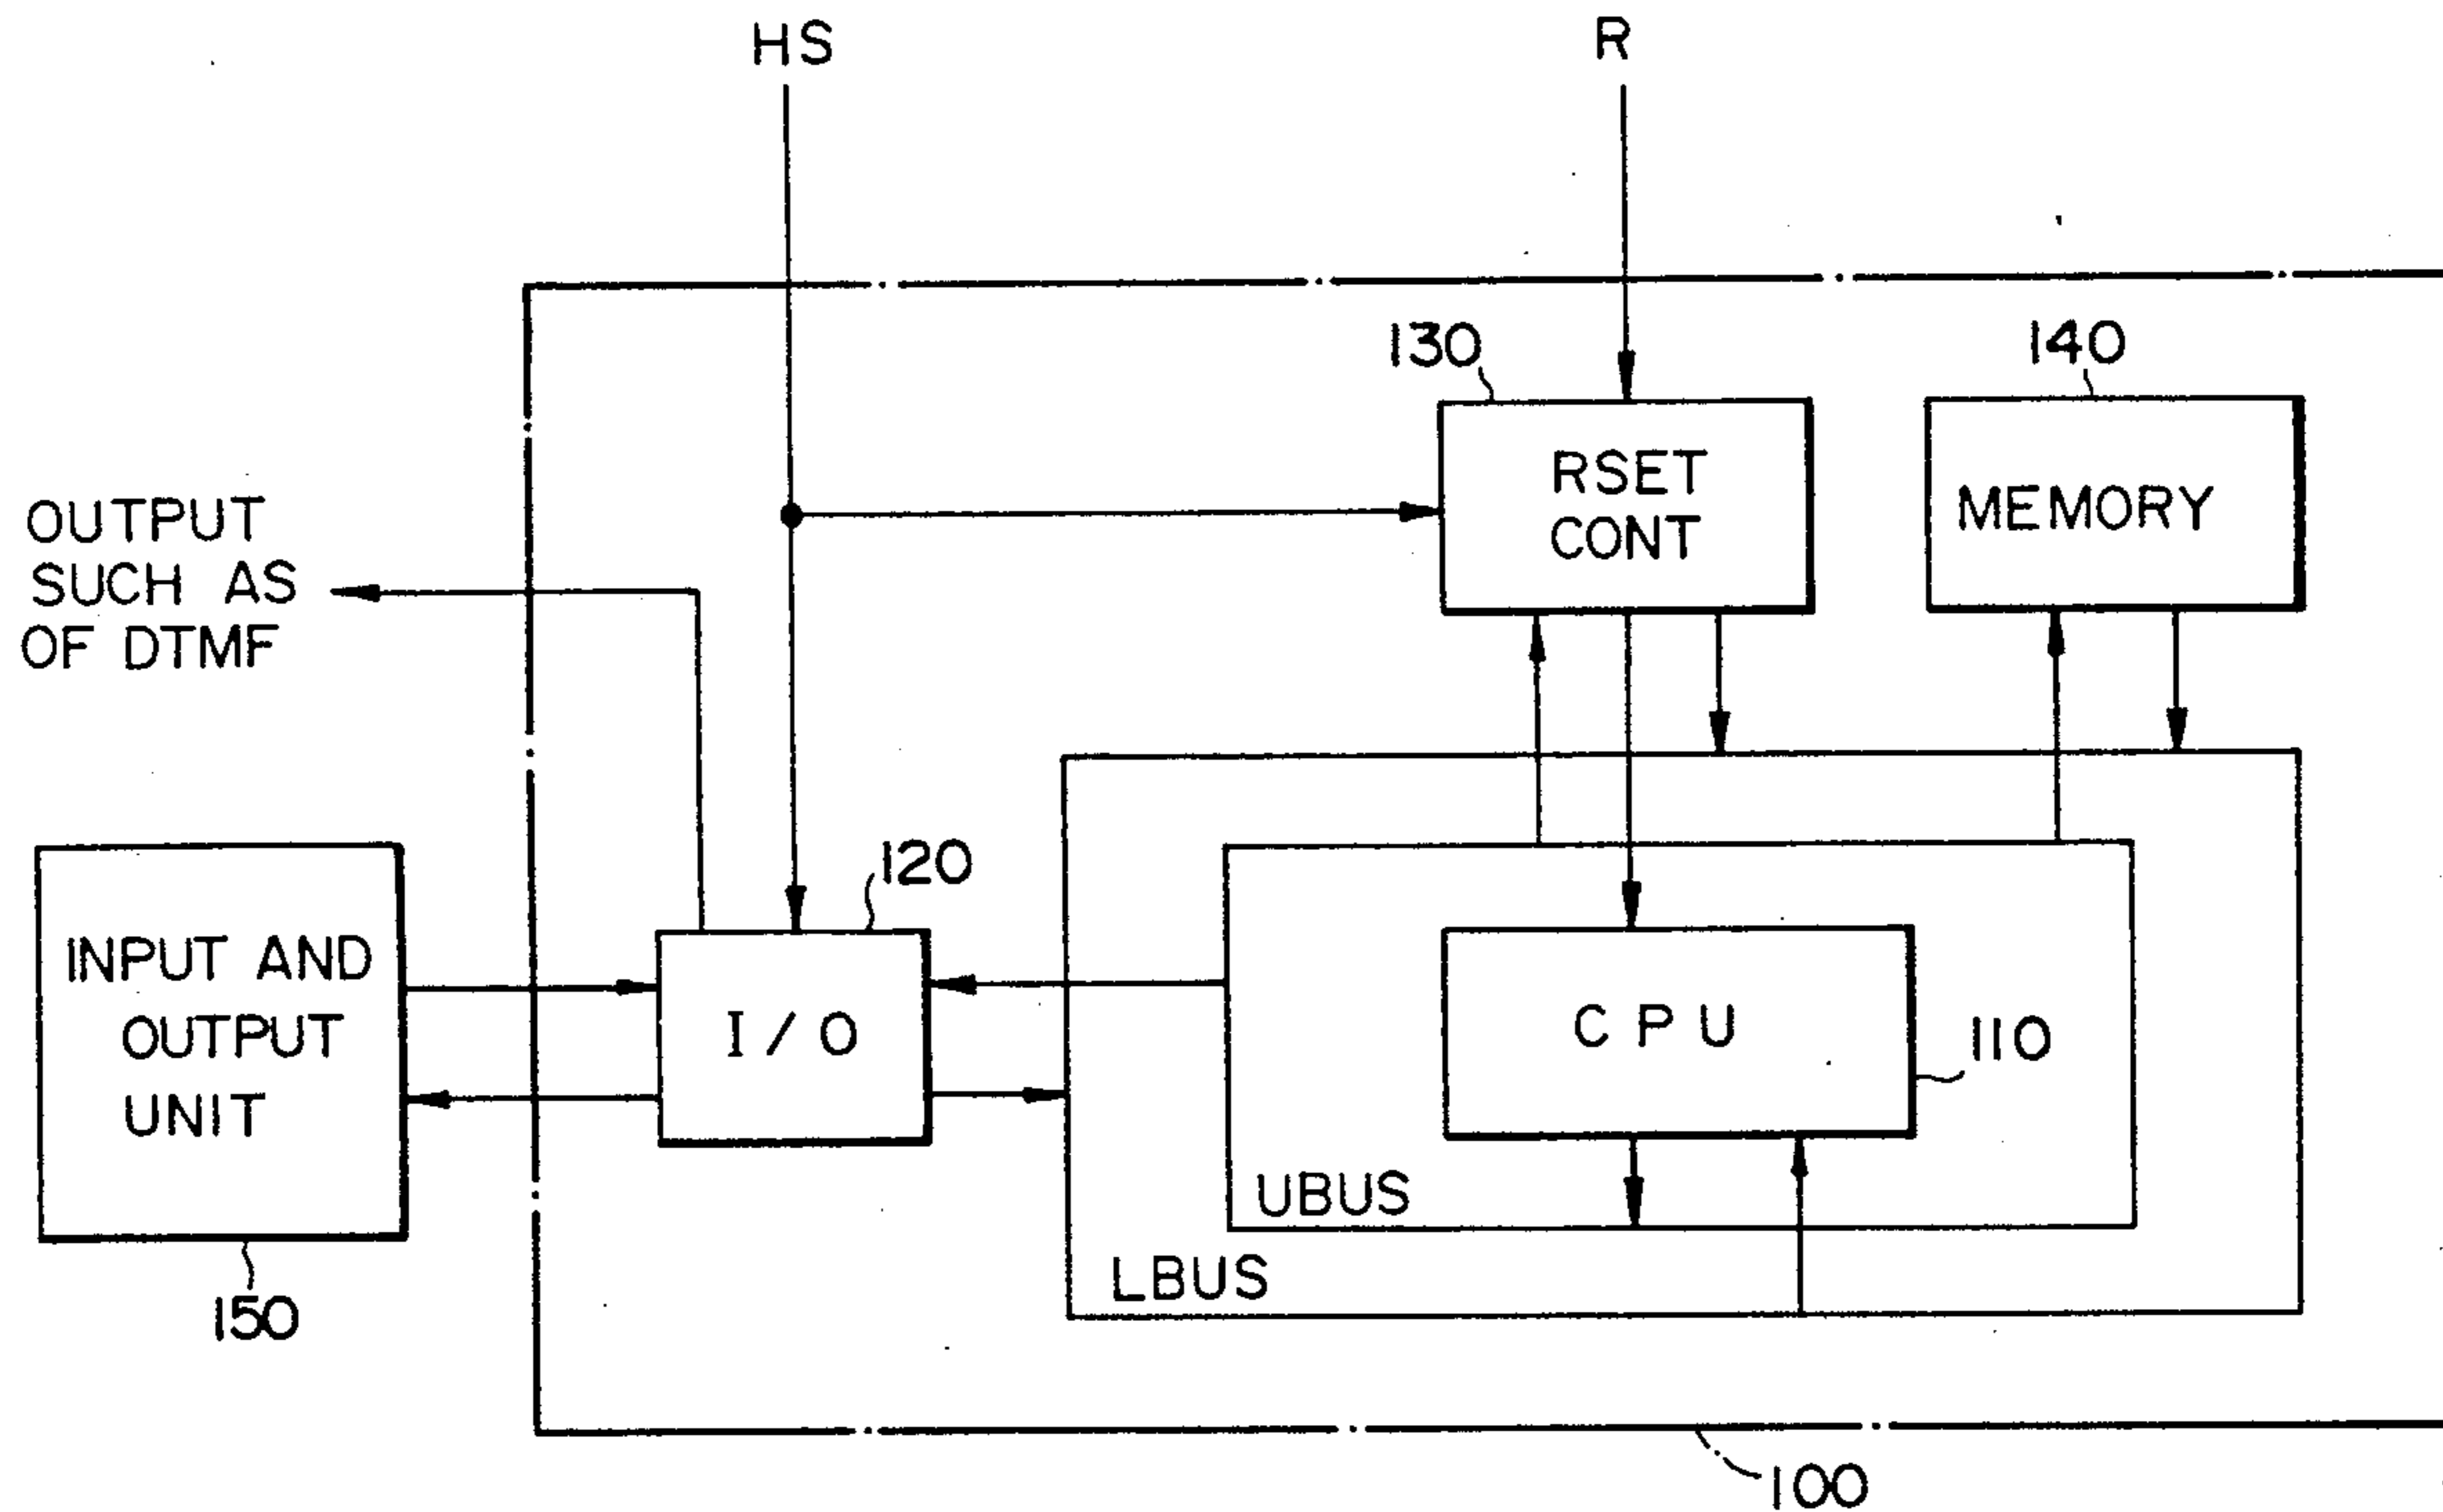 HS
R
130
140
RSET
CONT
MEMORY
OUTPUT
SUCH AS
OF DTMF
120
INPUT AND
OUTPUT
UNIT
I/O
CPU
110
UBUS
LBUS
150
100